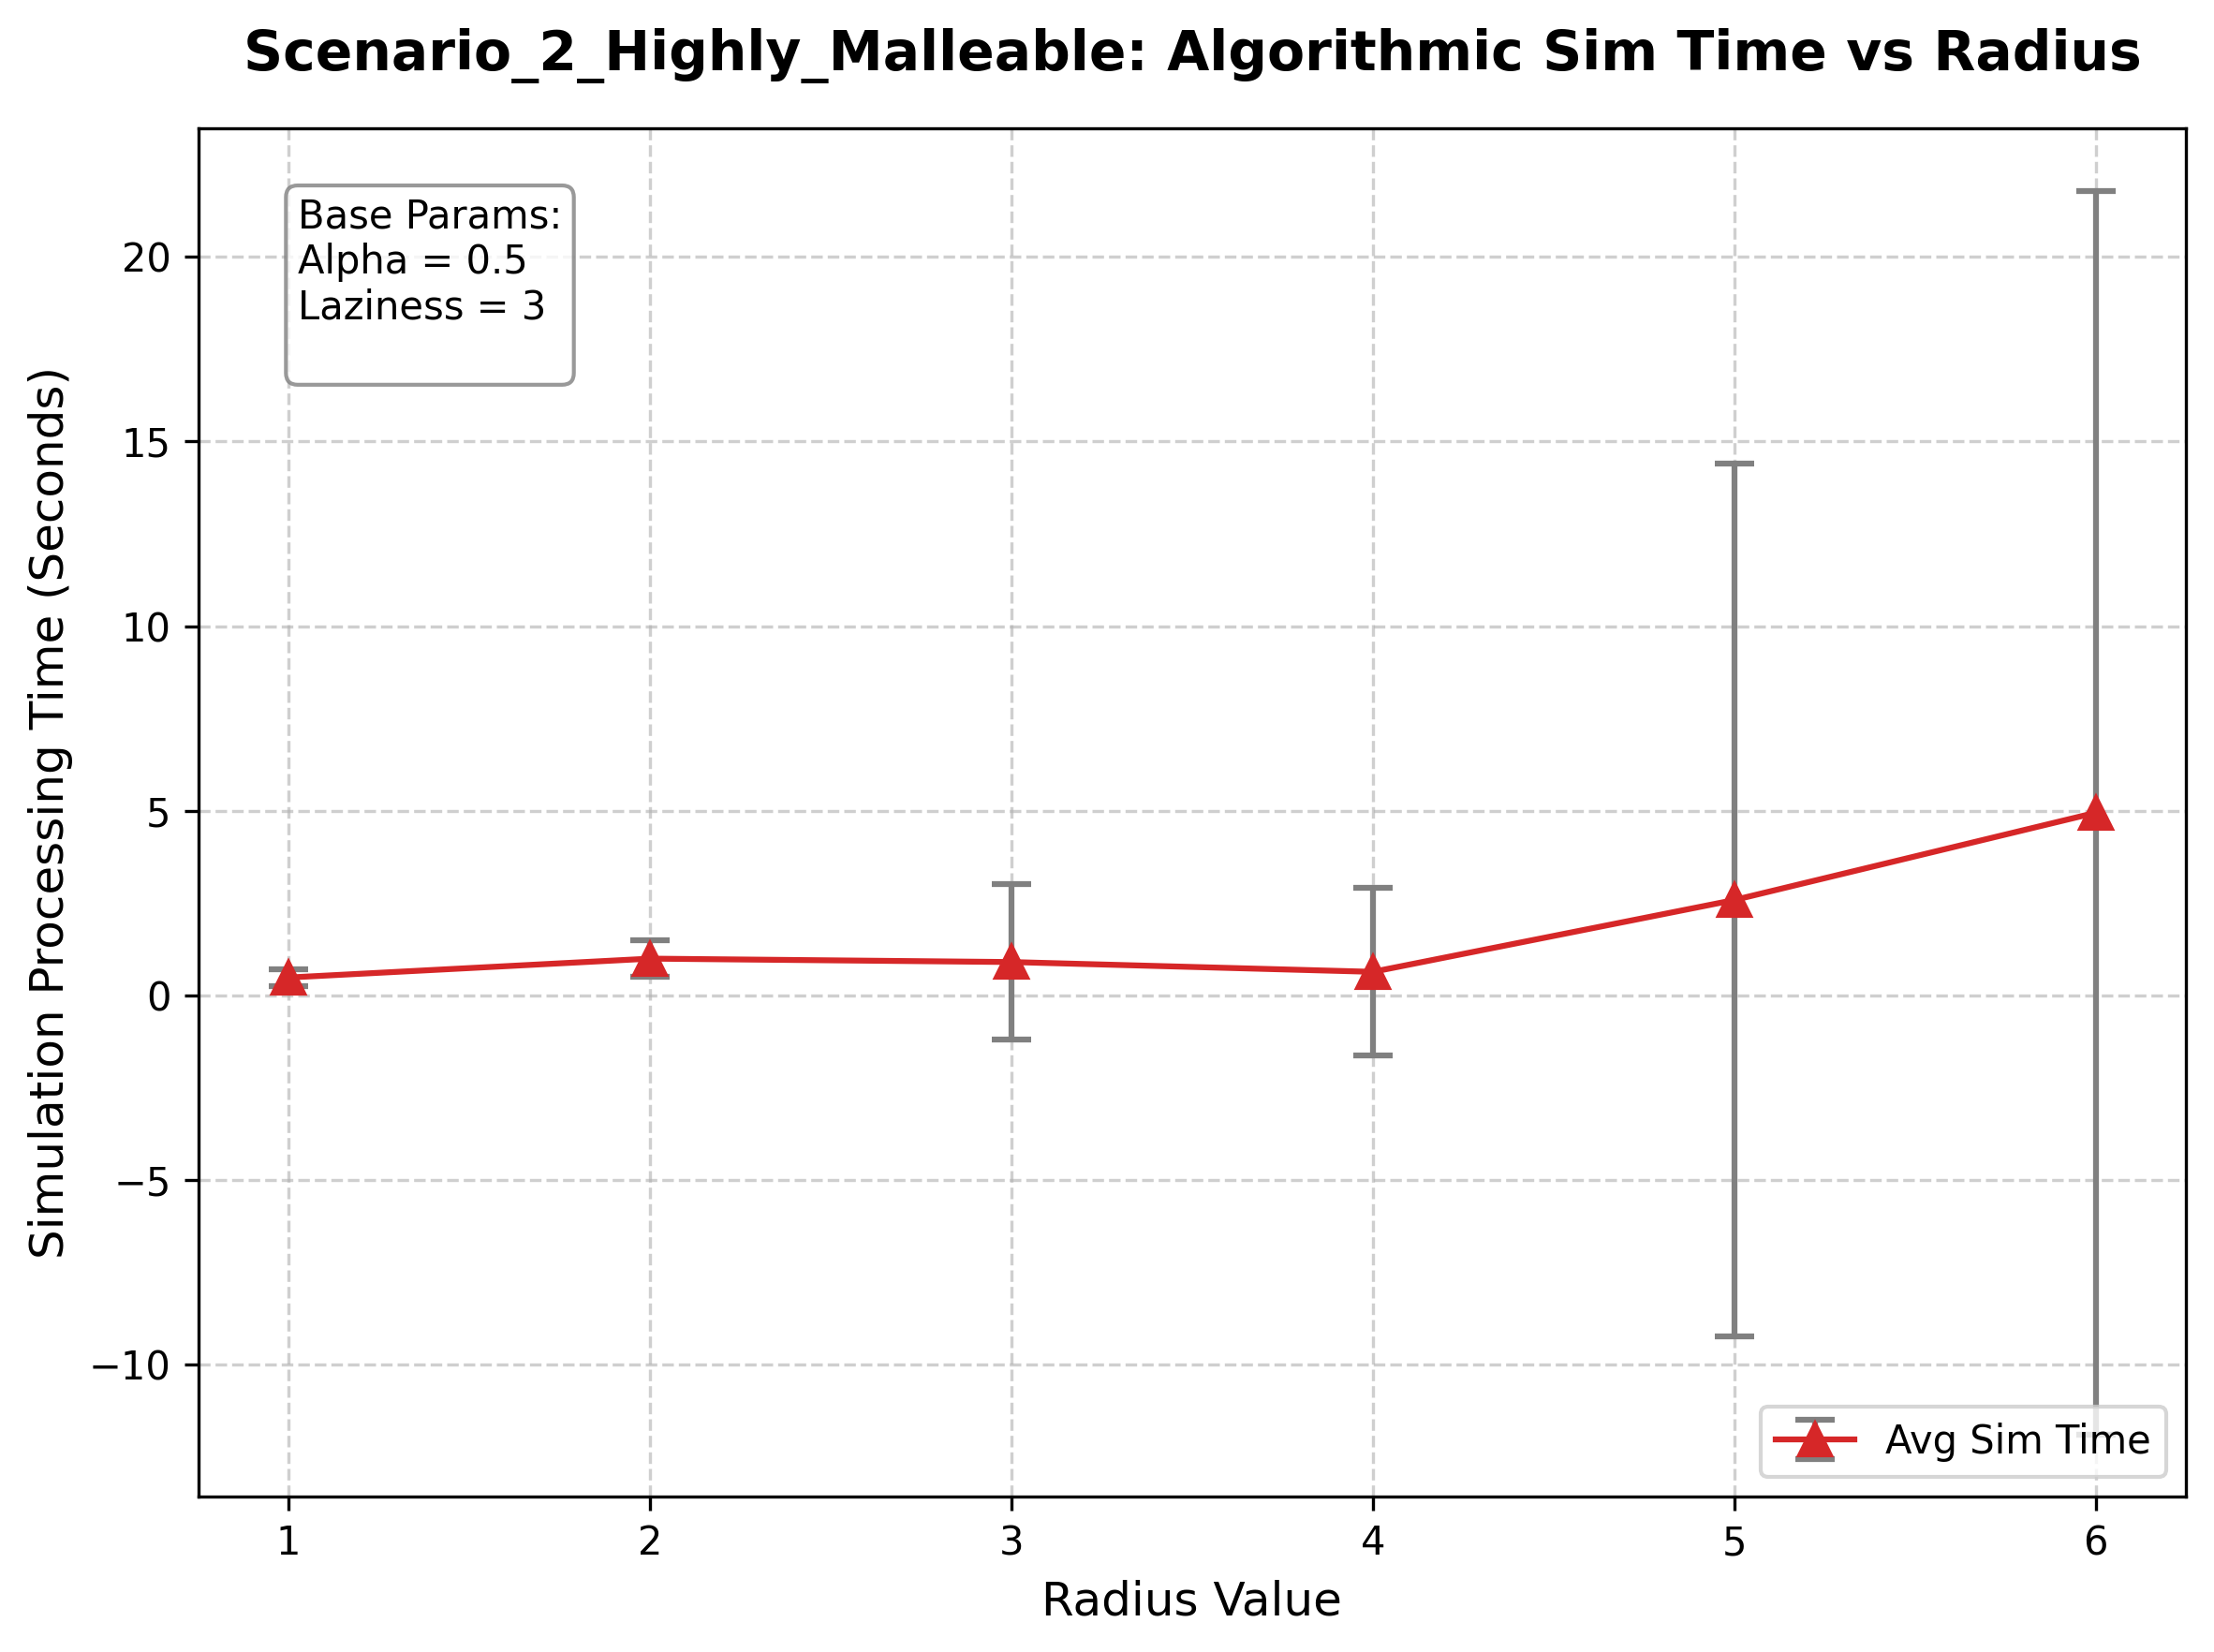 Scenario_2_Highly_Malleable: Algorithmic Sim Time vs Radius
Simulation Processing Time (Seconds)
20
15
10
5
0
−5
−10
Base Params:
Alpha = 0.5
Laziness = 3
Avg Sim Time
1
2
3
4
5
6
Radius Value